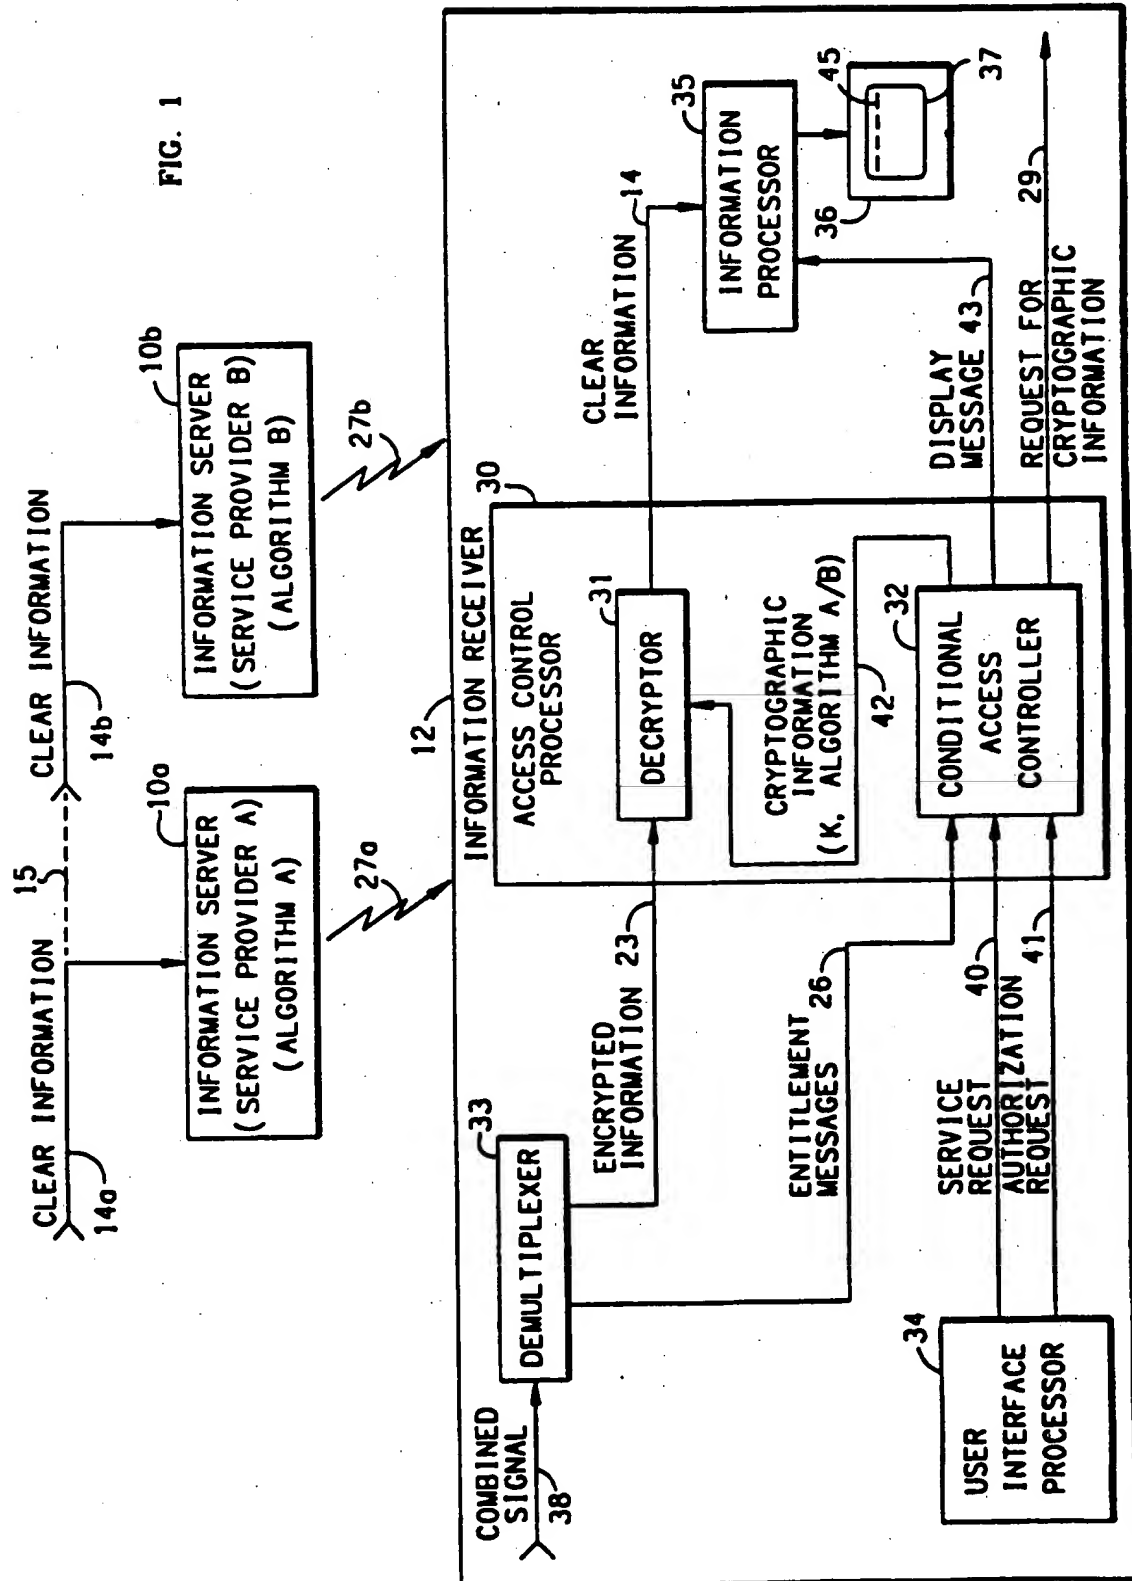 FIG. 1
CLEAR INFORMATION
14a
15
CLEAR INFORMATION
14b
10a
INFORMATION SERVER
(SERVICE PROVIDER A)
(ALGORITHM A)
27a
10b
INFORMATION SERVER
(SERVICE PROVIDER B)
(ALGORITHM B)
27b
12
INFORMATION RECEIVER
COMBINED
SIGNAL
38
33
DEMULTIPLEXER
ENCRYPTED
INFORMATION 23
ENTITLEMENT
MESSAGES
26
30
ACCESS CONTROL
PROCESSOR
31
DECRYPTOR
CRYPTOGRAPHIC
INFORMATION
(K, ALGORITHM A/B)
42
32
CONDITIONAL
ACCESS
CONTROLLER
34
USER
INTERFACE
PROCESSOR
SERVICE
REQUEST
40
AUTHORIZATION
REQUEST
41
CLEAR
INFORMATION
14
35
INFORMATION
PROCESSOR
36
45
37
DISPLAY
MESSAGE 43
REQUEST FOR
CRYPTOGRAPHIC
INFORMATION
29